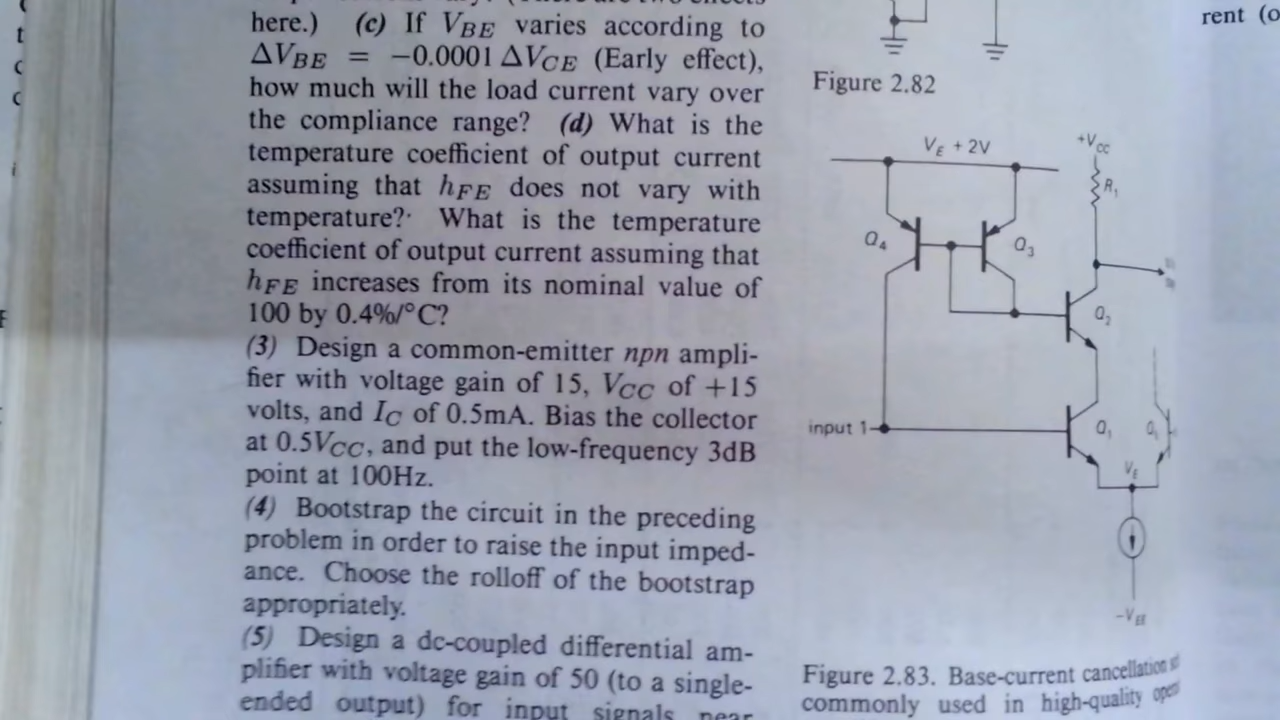 here.) (c) If VBE varies according to
ΔVBE = −0.0001 ΔVCE (Early effect),
how much will the load current vary over
the compliance range? (d) What is the
temperature coefficient of output current
assuming that hFE does not vary with
temperature? What is the temperature
coefficient of output current assuming that
hFE increases from its nominal value of
100 by 0.4%/°C?
(3) Design a common-emitter npn ampli-
fier with voltage gain of 15, VCC of +15
volts, and IC of 0.5mA. Bias the collector
at 0.5VCC, and put the low-frequency 3dB
point at 100Hz.
(4) Bootstrap the circuit in the preceding
problem in order to raise the input imped-
ance. Choose the rolloff of the bootstrap
appropriately.
(5) Design a dc-coupled differential am-
plifier with voltage gain of 50 (to a single-
ended output) for input signals near
Figure 2.82
VE + 2V
+VCC
R1
Q4
Q3
Q2
input 1
Q1
VE
−VEE
Figure 2.83. Base-current cancellation
commonly used in high-quality
rent